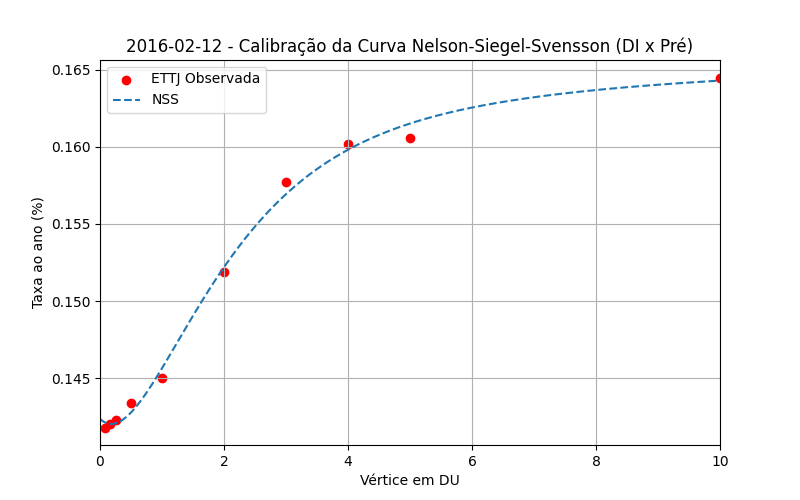 2016-02-12 - Calibração da Curva Nelson-Siegel-Svensson (DI x Pré)
ETTJ Observada
NSS
Taxa ao ano (%)
0.165
0.160
0.155
0.150
0.145
0 2 4 6 8 10
Vértice em DU